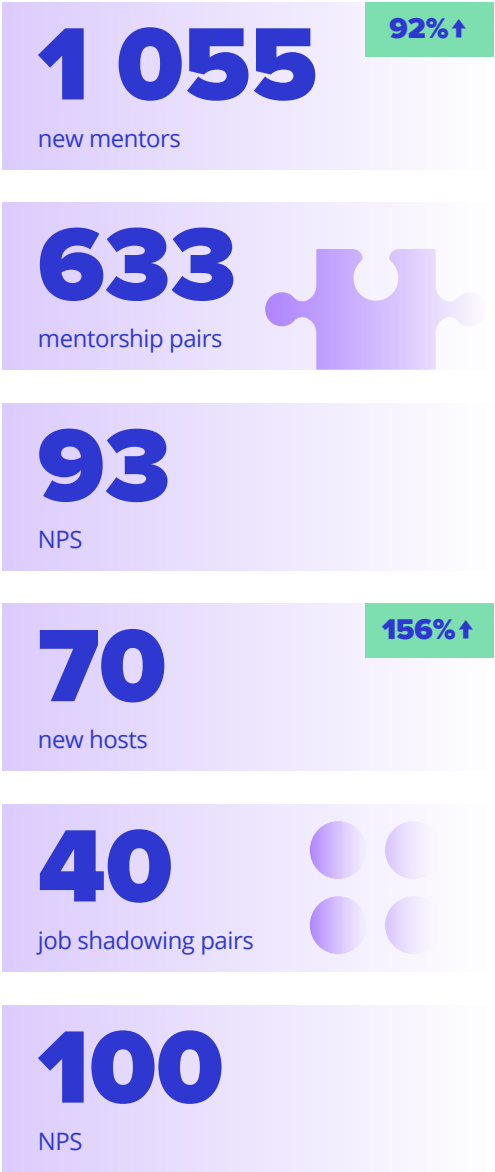 1 055
92%↑
new mentors
633
mentorship pairs
93
NPS
70
156%↑
new hosts
40
job shadowing pairs
100
NPS